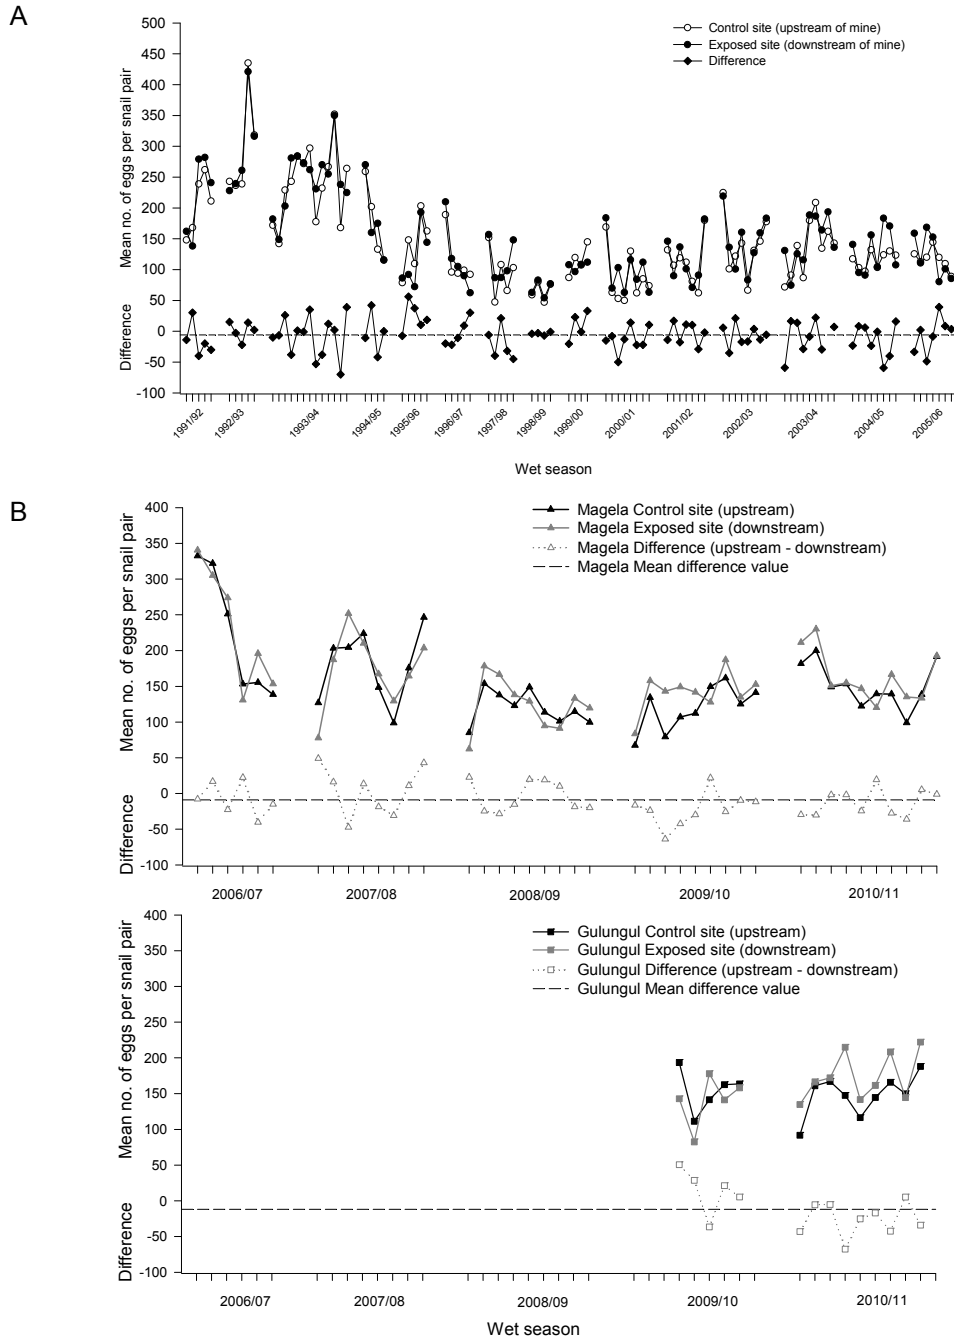 A
500
450
400
350
300
250
200
150
100
50
0
-50
-100
Mean no. of eggs per snail pair
Difference
Control site (upstream of mine)
Exposed site (downstream of mine)
Difference
1991/92
1992/93
1993/94
1994/95
1995/96
1996/97
1997/98
1998/99
1999/00
2000/01
2001/02
2002/03
2003/04
2004/05
2005/06
Wet season
B
400
350
300
250
200
150
100
50
0
-50
-100
Mean no. of eggs per snail pair
Difference
Magela Control site (upstream)
Magela Exposed site (downstream)
Magela Difference (upstream - downstream)
Magela Mean difference value
2006/07
2007/08
2008/09
2009/10
2010/11
400
350
300
250
200
150
100
50
0
-50
-100
Mean no. of eggs per snail pair
Difference
Gulungul Control site (upstream)
Gulungul Exposed site (downstream)
Gulungul Difference (upstream - downstream)
Gulungul Mean difference value
2006/07
2007/08
2008/09
2009/10
2010/11
Wet season